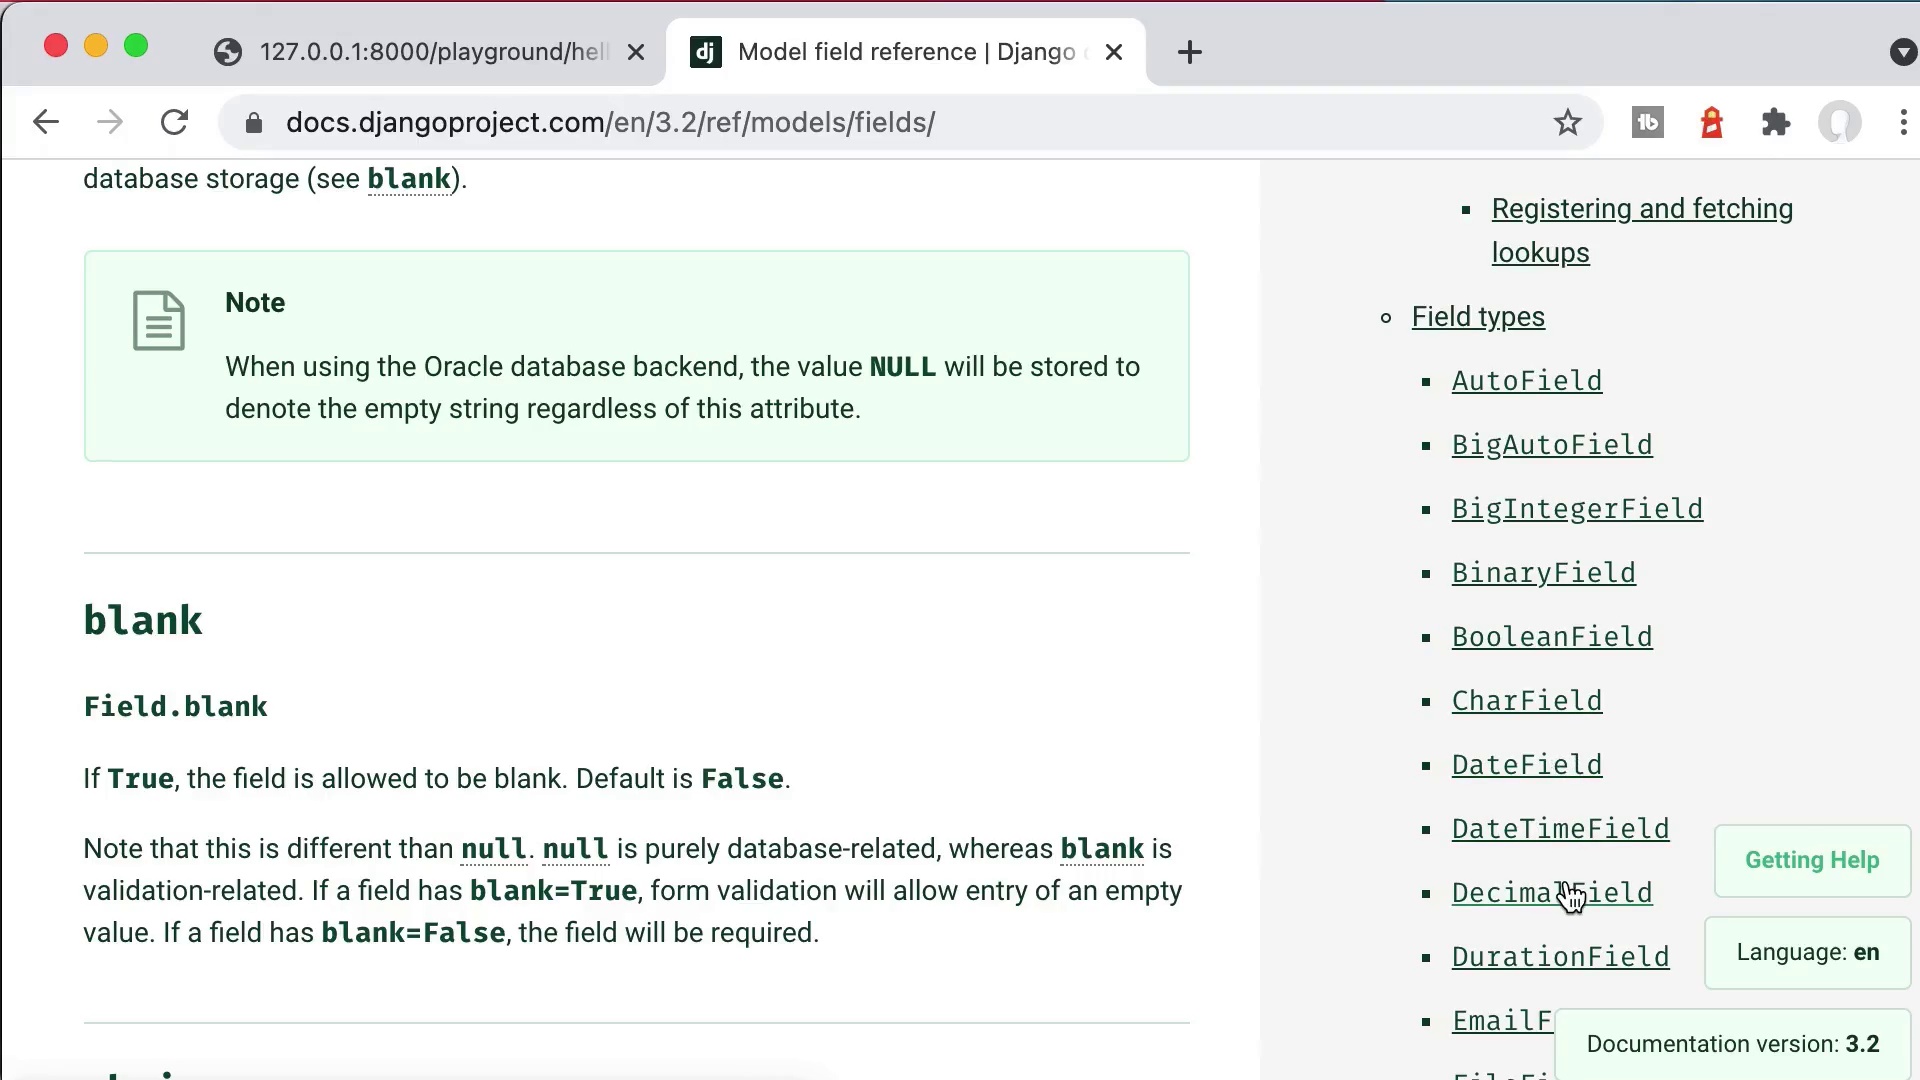 127.0.0.1:8000/playground/hell
dj
Model field reference | Django
docs.djangoproject.com/en/3.2/ref/models/fields/
database storage (see blank).
Note
When using the Oracle database backend, the value NULL will be stored to
denote the empty string regardless of this attribute.
blank
Field.blank
If True, the field is allowed to be blank. Default is False.
Note that this is different than null. null is purely database-related, whereas blank is
validation-related. If a field has blank=True, form validation will allow entry of an empty
value. If a field has blank=False, the field will be required.
Registering and fetching
lookups
Field types
AutoField
BigAutoField
BigIntegerField
BinaryField
BooleanField
CharField
DateField
DateTimeField
DecimalField
DurationField
EmailF
Getting Help
Language: en
Documentation version: 3.2